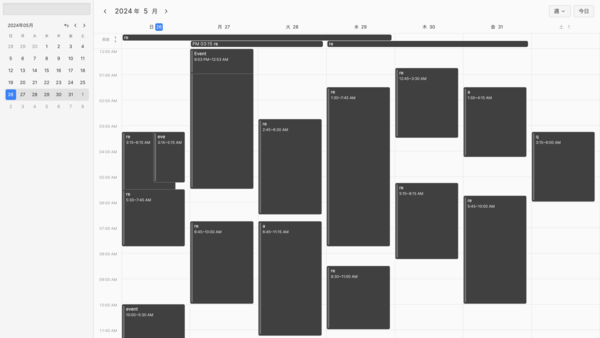 2024年05月
日 月 火 水 木 金 土
28 29 30 1 2 3 4
5 6 7 8 9 10 11
12 13 14 15 16 17 18
19 20 21 22 23 24 25
26 27 28 29 30 31 1
2 3 4 5 6 7 8
2024 年 5 月
週
今日
日 26
月 27
火 28
水 29
木 30
金 31
土 1
re
re
re
12:00 AM
01:00 AM
02:00 AM
03:00 AM
04:00 AM
05:00 AM
06:00 AM
07:00 AM
08:00 AM
09:00 AM
10:00 AM
11:00 AM
re
3:15–6:15 AM
eve
3:15–5:15 AM
re
5:30–7:45 AM
event
10:00–11:30 AM
Event
9:03 PM–12:53 AM
re
6:45–10:00 AM
re
2:45–6:30 AM
a
6:45–11:15 AM
re
1:30–7:45 AM
re
8:30–11:00 AM
re
12:45–3:30 AM
re
5:15–8:15 AM
a
1:30–4:15 AM
re
5:45–10:00 AM
q
3:15–6:00 AM